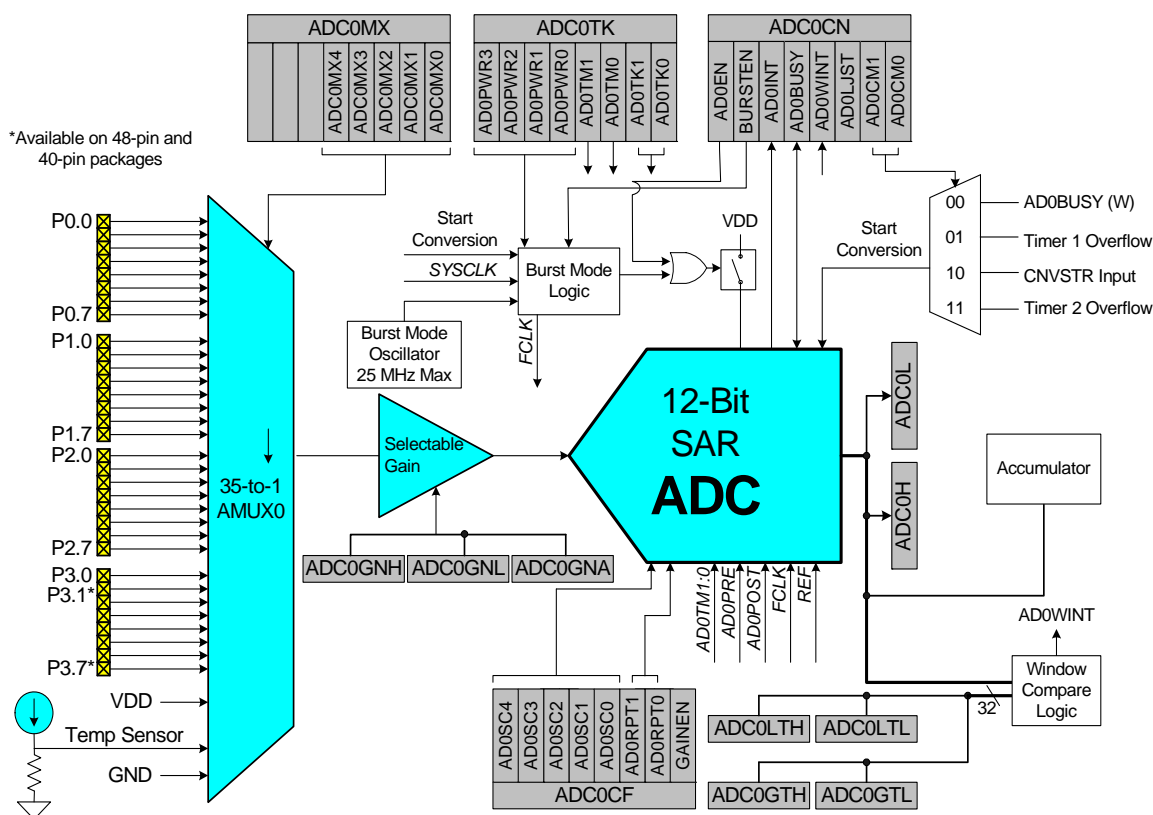 ADC0MX
ADC0MX4
ADC0MX3
ADC0MX2
ADC0MX1
ADC0MX0
ADC0TK
AD0PWR3
AD0PWR2
AD0PWR1
AD0PWR0
AD0TM1
AD0TM0
AD0TK1
AD0TK0
ADC0CN
AD0EN
BURSTEN
AD0INT
AD0BUSY
AD0WINT
AD0LJST
AD0CM1
AD0CM0
*Available on 48-pin and
40-pin packages
P0.0
P0.7
P1.0
P1.7
P2.0
P2.7
P3.0
P3.1*
P3.7*
VDD
Temp Sensor
GND
35-to-1
AMUX0
Start
Conversion
SYSCLK
Burst Mode
Logic
Burst Mode
Oscillator
25 MHz Max
FCLK
VDD
Start
Conversion
00
01
10
11
AD0BUSY (W)
Timer 1 Overflow
CNVSTR Input
Timer 2 Overflow
Selectable
Gain
ADC0GNH
ADC0GNL
ADC0GNA
12-Bit
SAR
ADC
ADC0L
ADC0H
Accumulator
AD0TM1:0
AD0PRE
AD0POST
FCLK
REF
AD0WINT
Window
Compare
Logic
32
ADC0LTH
ADC0LTL
ADC0GTH
ADC0GTL
AD0SC4
AD0SC3
AD0SC2
AD0SC1
AD0SC0
AD0RPT1
AD0RPT0
GAINEN
ADC0CF